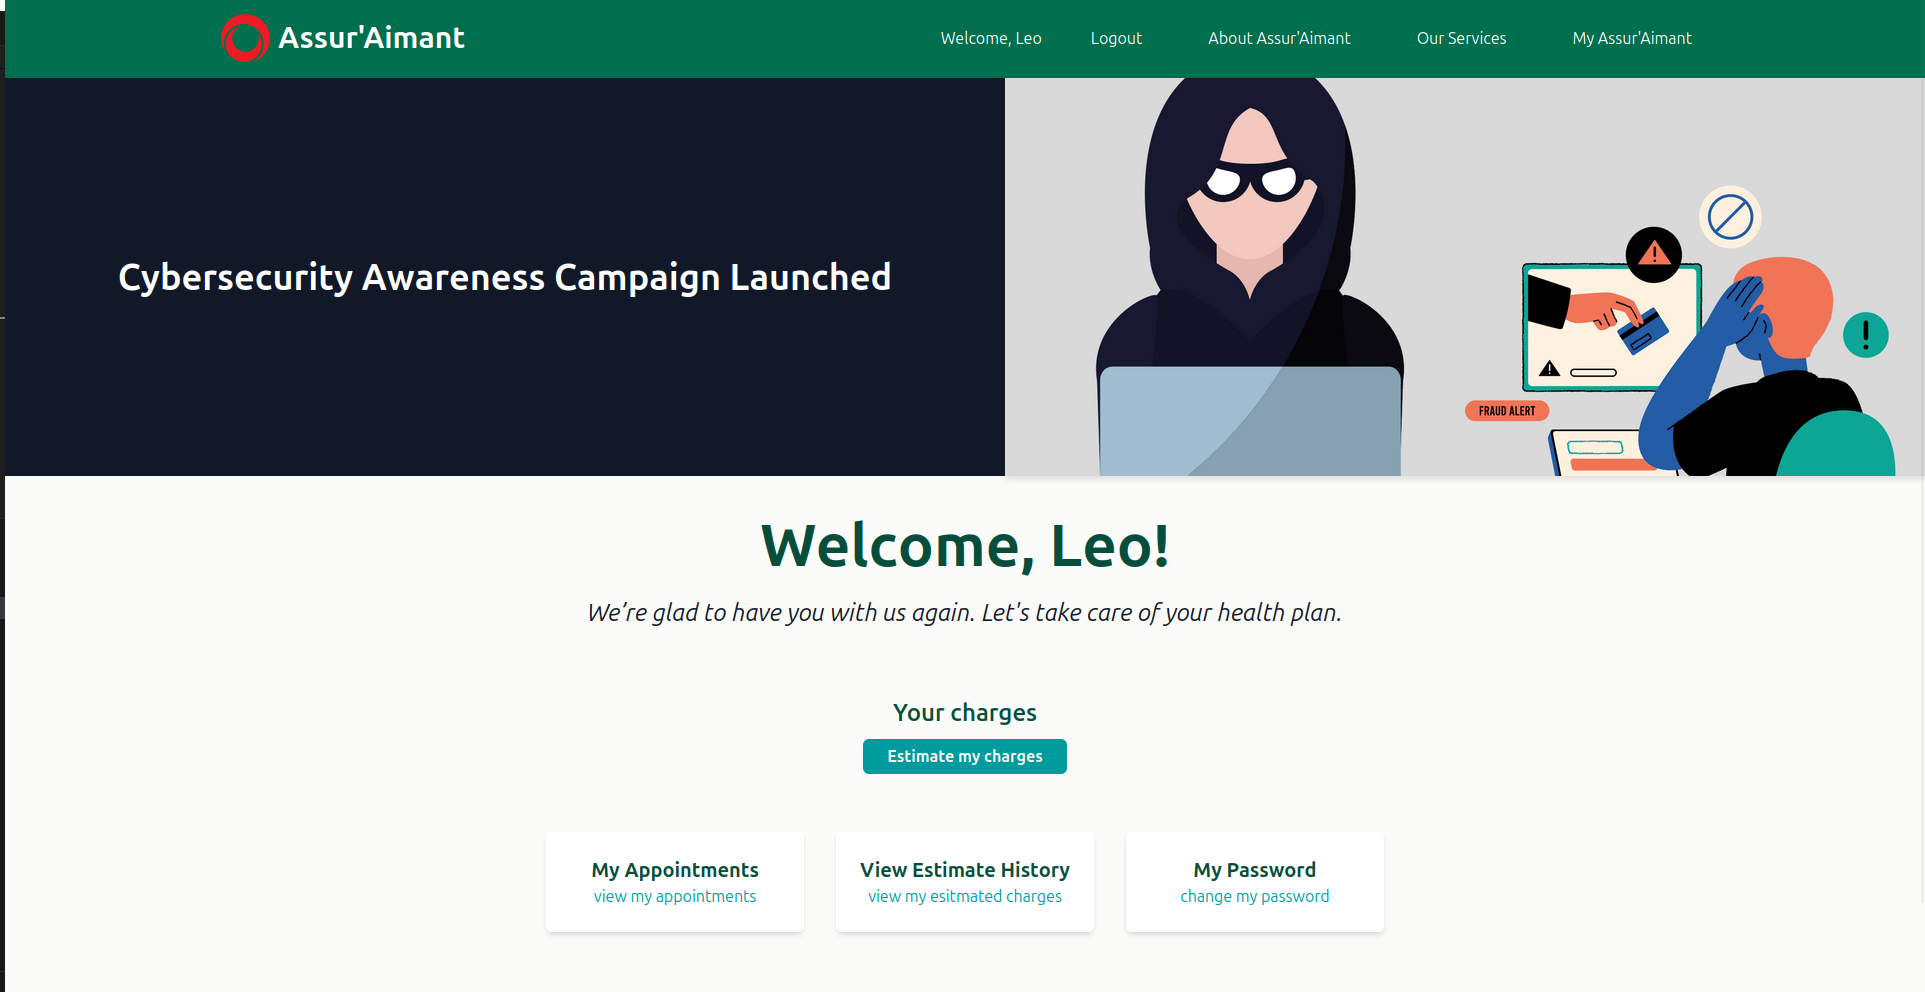 Assur'Aimant
Welcome, Leo
Logout
About Assur'Aimant
Our Services
My Assur'Aimant
Cybersecurity Awareness Campaign Launched
FRAUD ALERT
Welcome, Leo!
We’re glad to have you with us again. Let's take care of your health plan.
Your charges
Estimate my charges
My Appointments
view my appointments
View Estimate History
view my esitmated charges
My Password
change my password